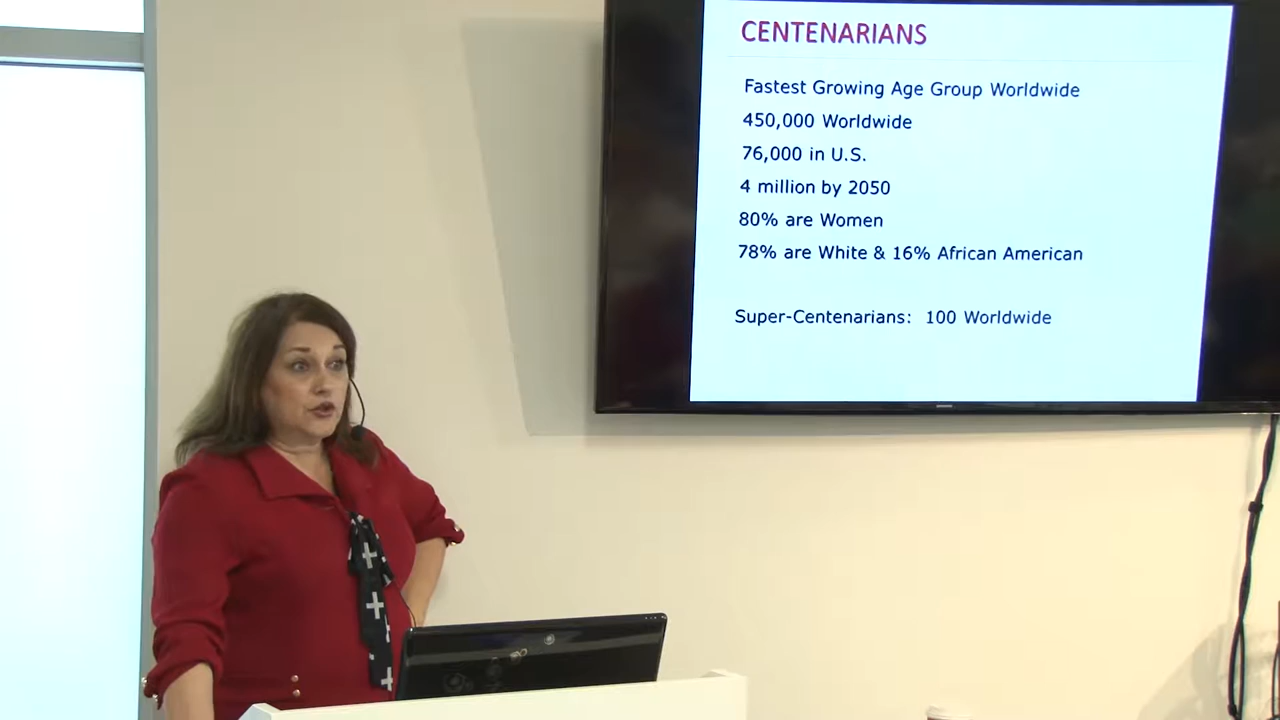 CENTENARIANS
Fastest Growing Age Group Worldwide
450,000 Worldwide
76,000 in U.S.
4 million by 2050
80% are Women
78% are White & 16% African American
Super-Centenarians: 100 Worldwide